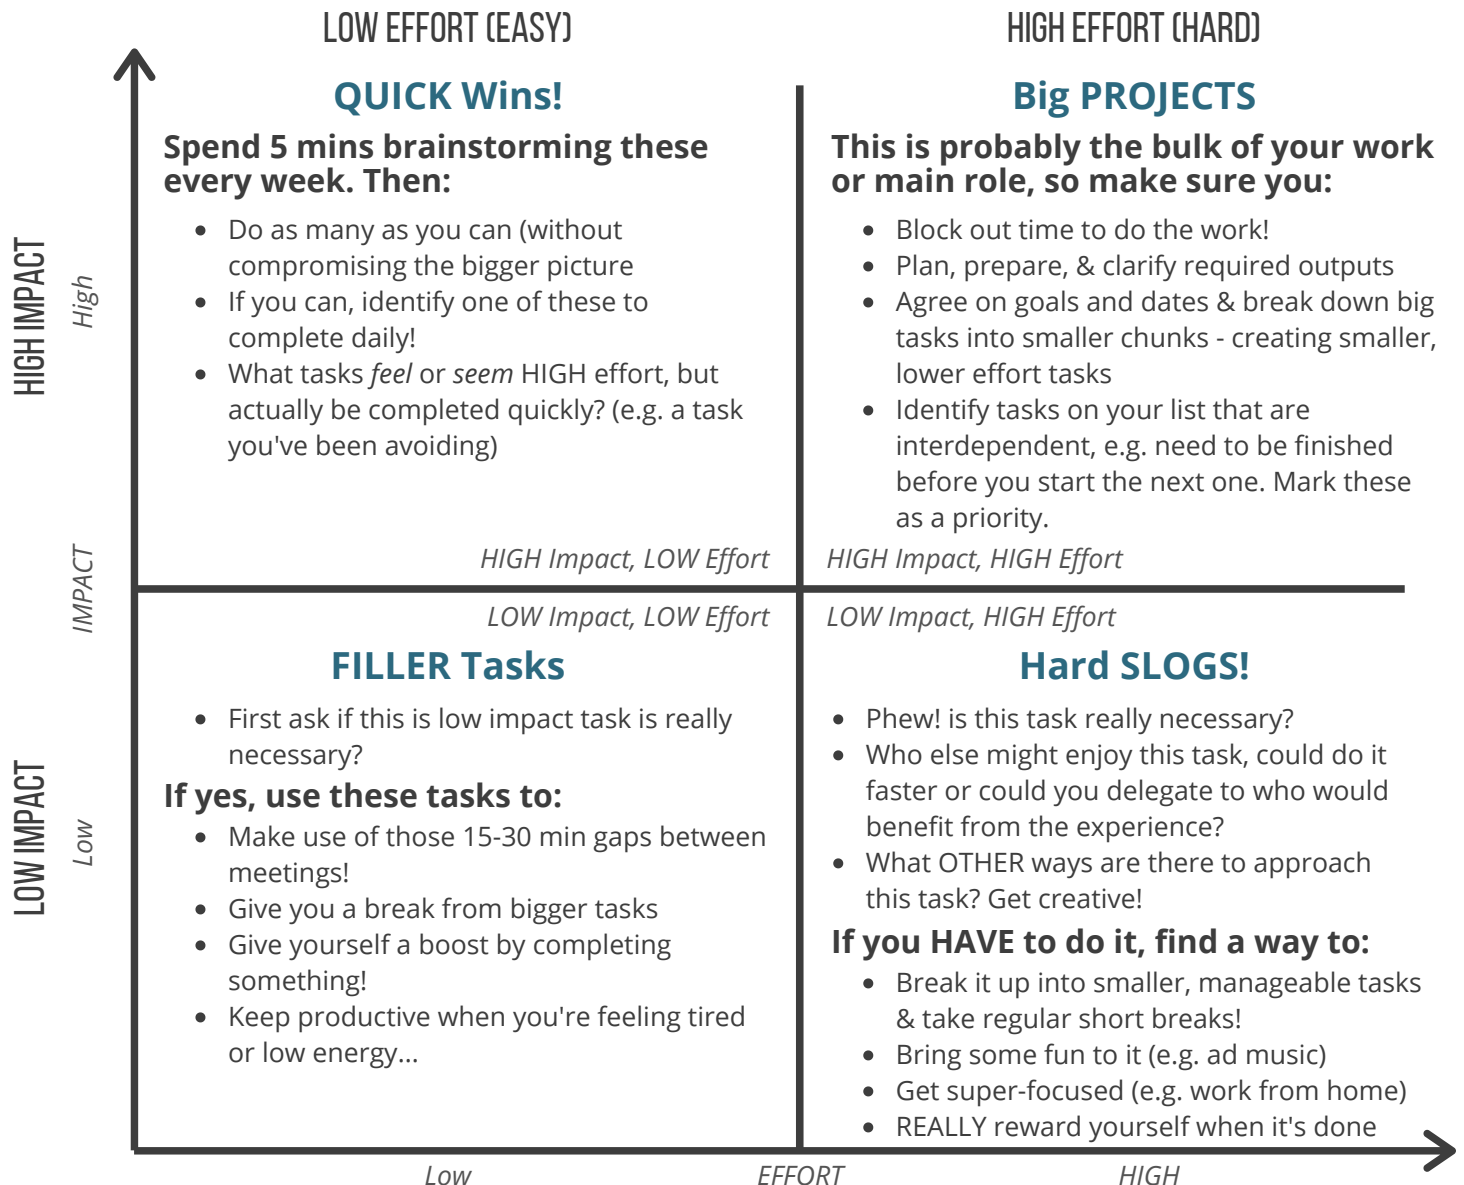 LOW EFFORT (EASY)
HIGH EFFORT (HARD)
HIGH IMPACT
High
QUICK Wins!
Spend 5 mins brainstorming these
every week. Then:
• Do as many as you can (without
compromising the bigger picture
• If you can, identify one of these to
complete daily!
• What tasks feel or seem HIGH effort, but
actually be completed quickly? (e.g. a task
you've been avoiding)
HIGH Impact, LOW Effort
Big PROJECTS
This is probably the bulk of your work
or main role, so make sure you:
• Block out time to do the work!
• Plan, prepare, & clarify required outputs
• Agree on goals and dates & break down big
tasks into smaller chunks - creating smaller,
lower effort tasks
• Identify tasks on your list that are
interdependent, e.g. need to be finished
before you start the next one. Mark these
as a priority.
HIGH Impact, HIGH Effort
IMPACT
LOW IMPACT
Low
LOW Impact, LOW Effort
FILLER Tasks
• First ask if this is low impact task is really
necessary?
If yes, use these tasks to:
• Make use of those 15-30 min gaps between
meetings!
• Give you a break from bigger tasks
• Give yourself a boost by completing
something!
• Keep productive when you're feeling tired
or low energy...
LOW Impact, HIGH Effort
Hard SLOGS!
• Phew! is this task really necessary?
• Who else might enjoy this task, could do it
faster or could you delegate to who would
benefit from the experience?
• What OTHER ways are there to approach
this task? Get creative!
If you HAVE to do it, find a way to:
• Break it up into smaller, manageable tasks
& take regular short breaks!
• Bring some fun to it (e.g. ad music)
• Get super-focused (e.g. work from home)
• REALLY reward yourself when it's done
Low
EFFORT
HIGH